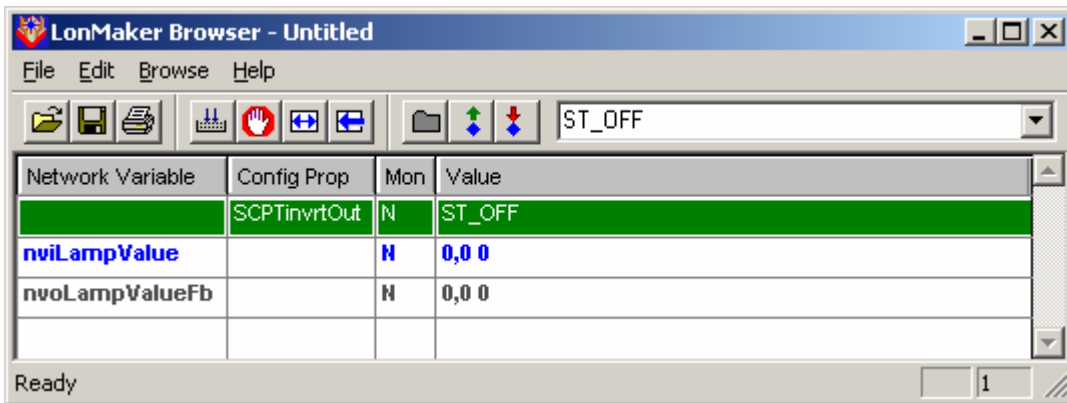 LonMaker Browser - Untitled
File Edit Browse Help
ST_OFF
Network Variable Config Prop Mon Value
SCPTinvrtOut N ST_OFF
nviLampValue N 0,0 0
nvoLampValueFb N 0,0 0
Ready 1